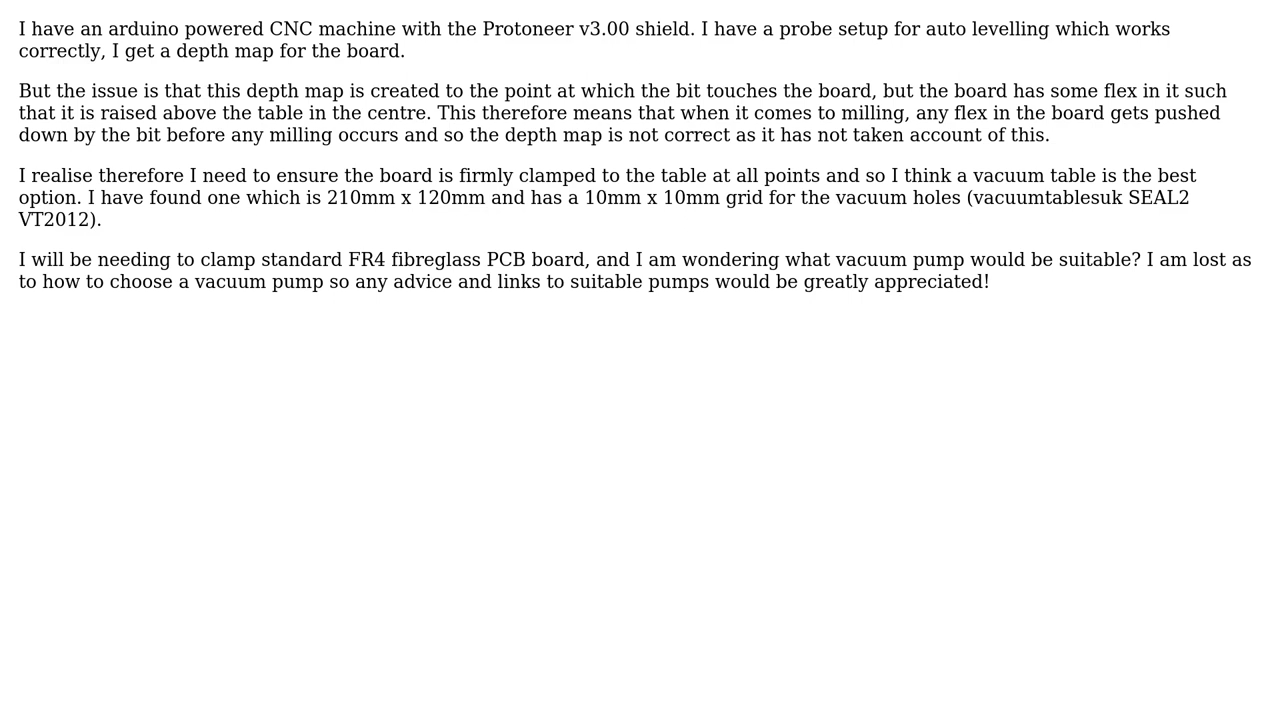 I have an arduino powered CNC machine with the Protoneer v3.00 shield. I have a probe setup for auto levelling which works
correctly, I get a depth map for the board.
But the issue is that this depth map is created to the point at which the bit touches the board, but the board has some flex in it such
that it is raised above the table in the centre. This therefore means that when it comes to milling, any flex in the board gets pushed
down by the bit before any milling occurs and so the depth map is not correct as it has not taken account of this.
I realise therefore I need to ensure the board is firmly clamped to the table at all points and so I think a vacuum table is the best
option. I have found one which is 210mm x 120mm and has a 10mm x 10mm grid for the vacuum holes (vacuumtablesuk SEAL2
VT2012).
I will be needing to clamp standard FR4 fibreglass PCB board, and I am wondering what vacuum pump would be suitable? I am lost as
to how to choose a vacuum pump so any advice and links to suitable pumps would be greatly appreciated!